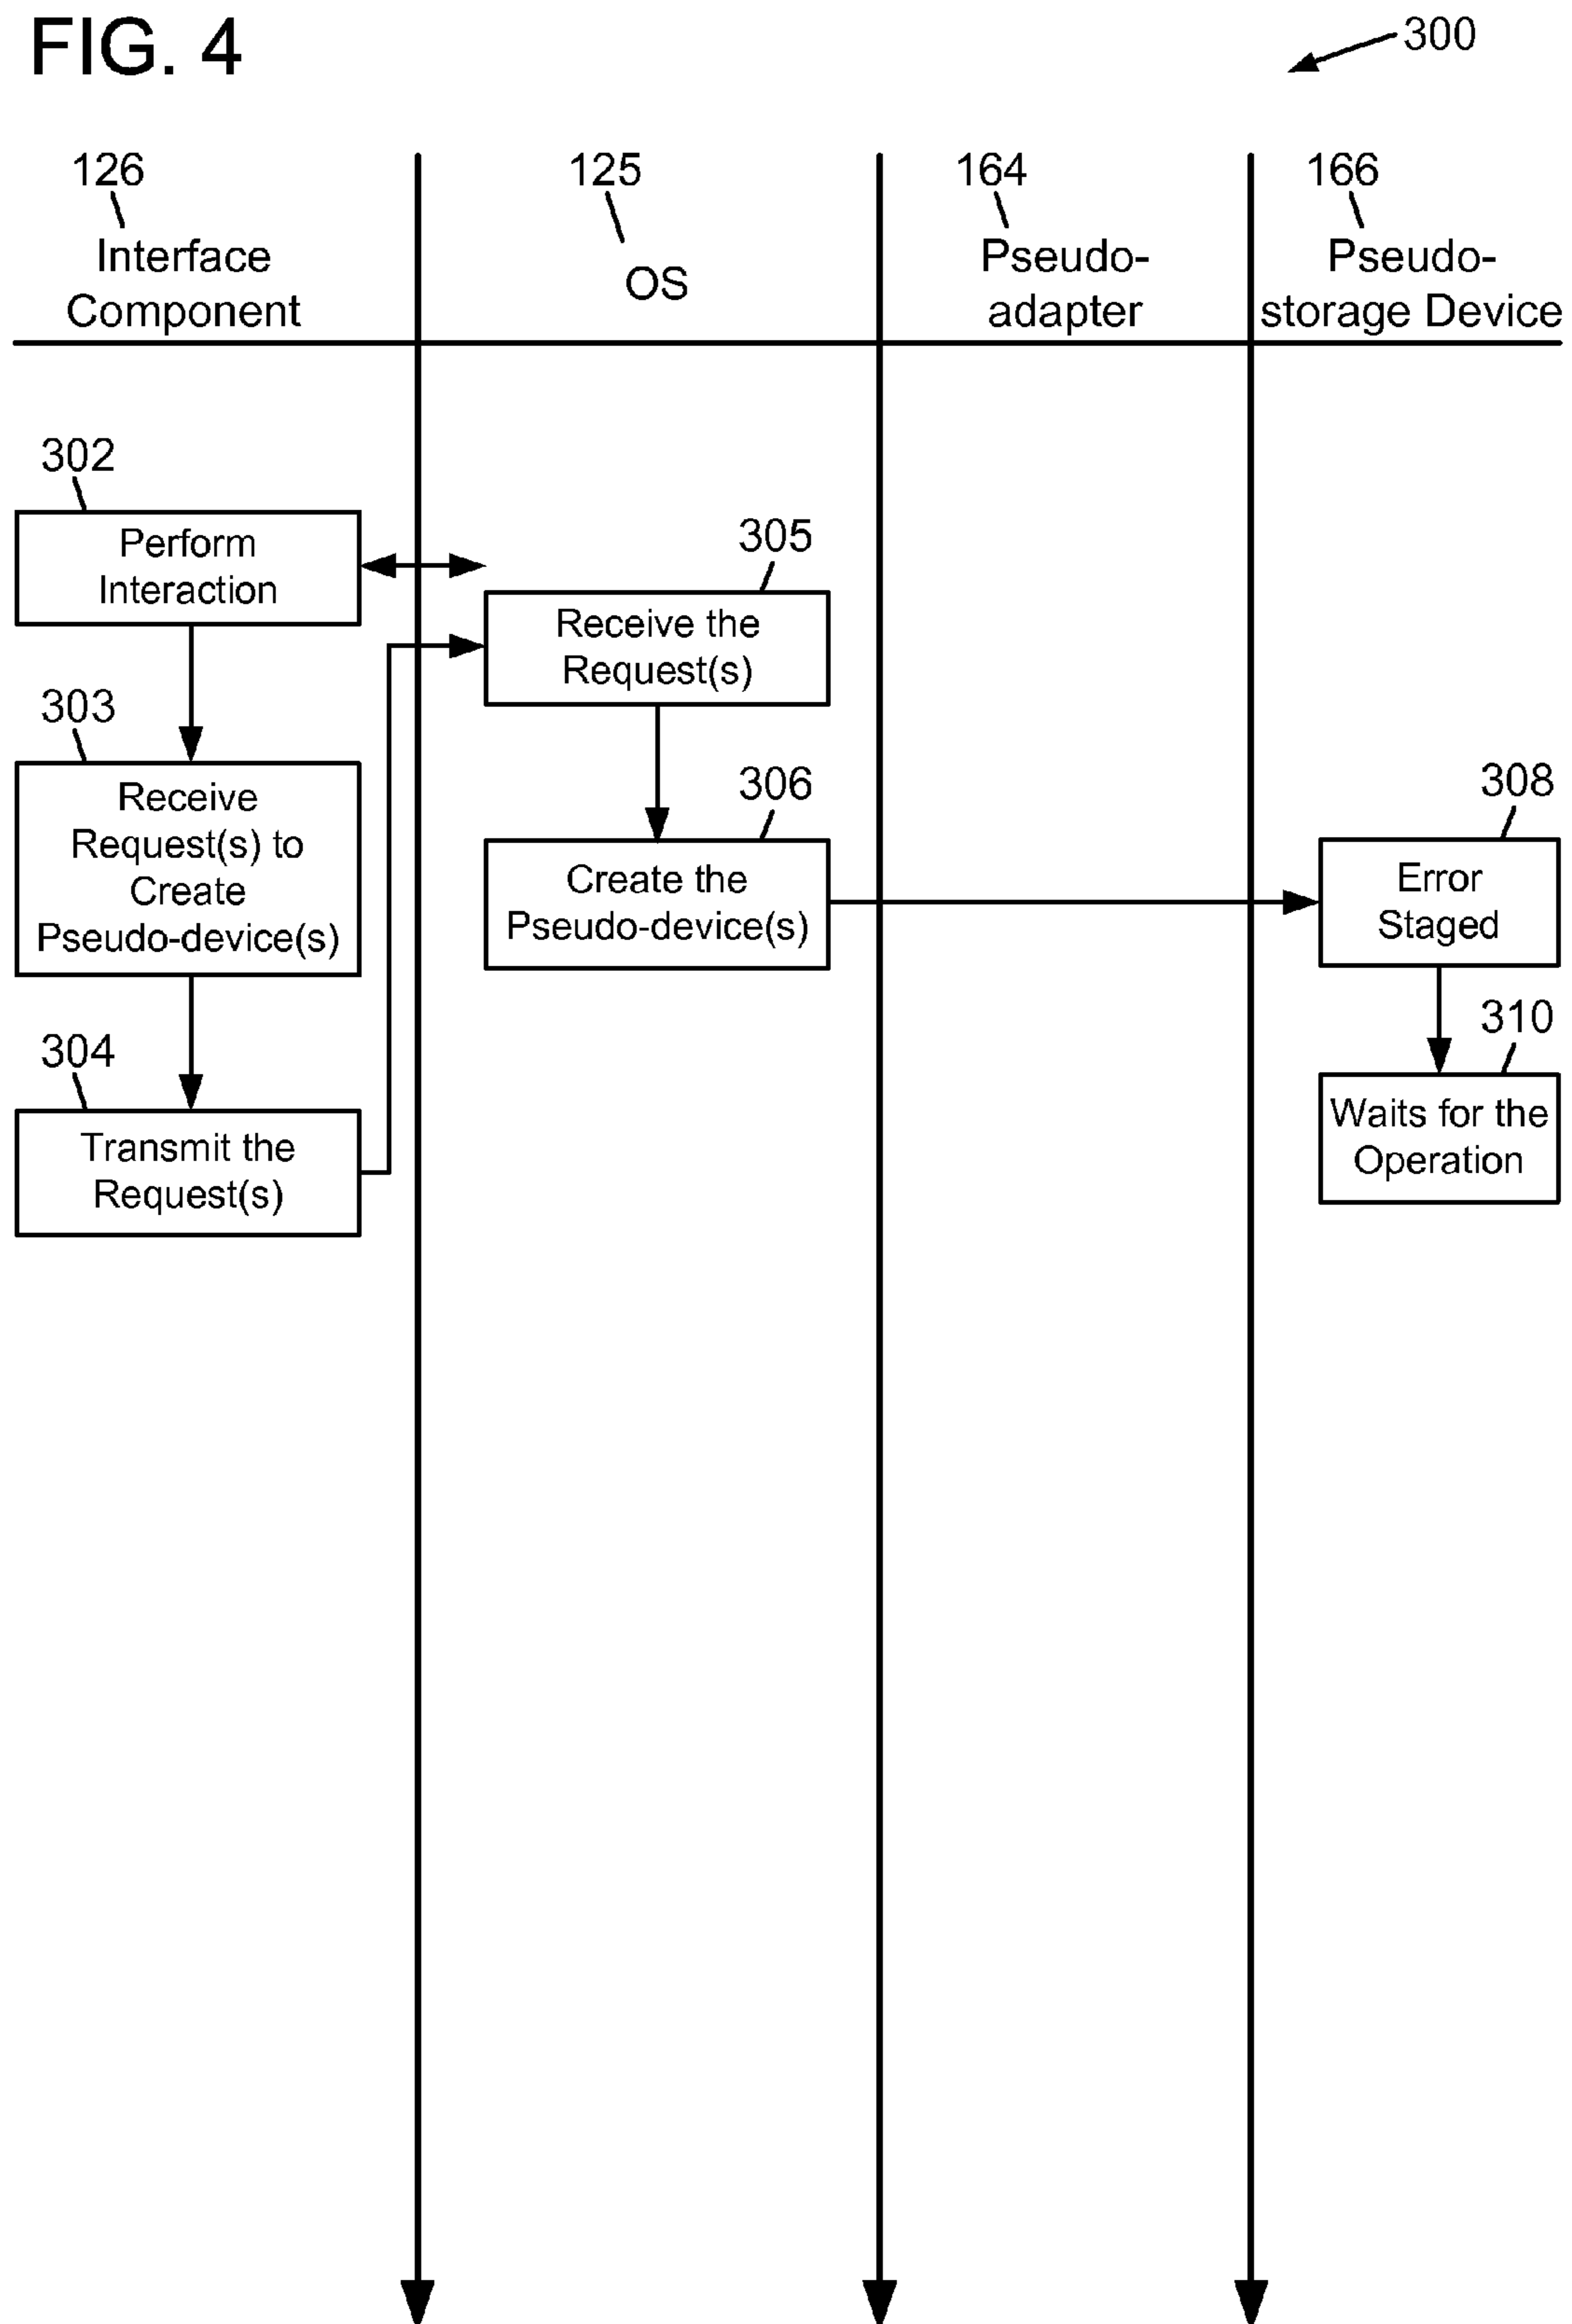 FIG. 4
300
126
125
164
166
Interface
Component
OS
Pseudo-
adapter
Pseudo-
storage Device
302
Perform
Interaction
303
Receive
Request(s) to
Create
Pseudo-device(s)
304
Transmit the
Request(s)
305
Receive the
Request(s)
306
Create the
Pseudo-device(s)
308
Error
Staged
310
Waits for the
Operation